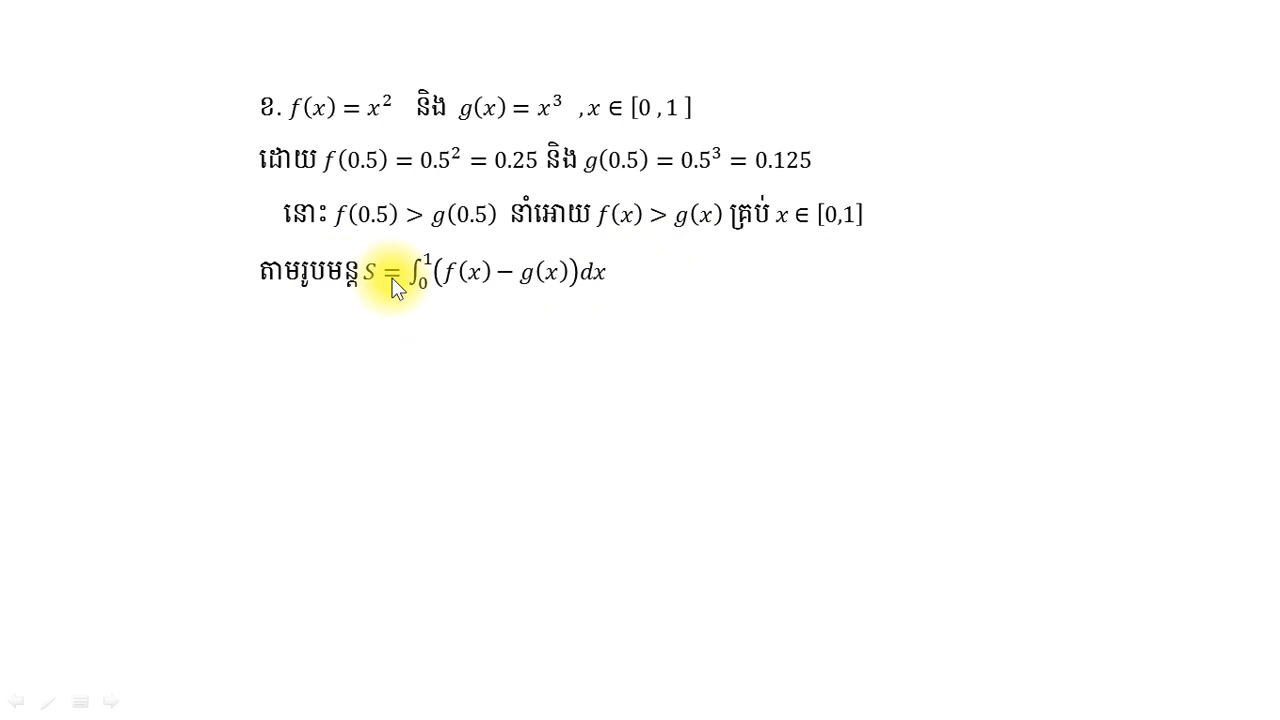 ខ. f(x) = x² និង g(x) = x³ , x ∈ [0 , 1 ]
ដោយ f(0.5) = 0.5² = 0.25 និង g(0.5) = 0.5³ = 0.125
នោះ f(0.5) > g(0.5) នាំអោយ f(x) > g(x) គ្រប់ x ∈ [0,1]
តាមរូបមន្ត S = ∫₀¹(f(x) − g(x))dx